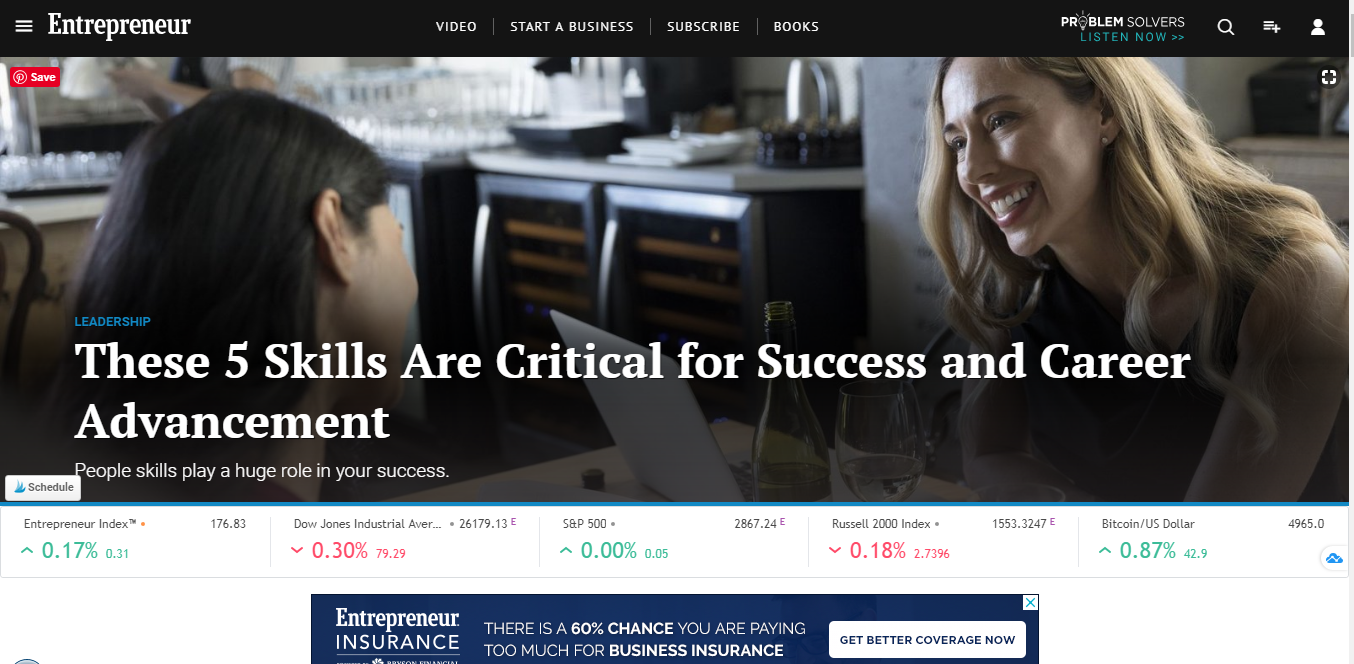 Entrepreneur
VIDEO
START A BUSINESS
SUBSCRIBE
BOOKS
PROBLEM SOLVERS
LISTEN NOW >>
Save
LEADERSHIP
These 5 Skills Are Critical for Success and Career
Advancement
People skills play a huge role in your success.
Schedule
Entrepreneur Index™ 176.83
0.17% 0.31
Dow Jones Industrial Aver... 26179.13 E
0.30% 79.29
S&P 500 2867.24 E
0.00% 0.05
Russell 2000 Index 1553.3247 E
0.18% 2.7396
Bitcoin/US Dollar 4965.0
0.87% 42.9
Entrepreneur
INSURANCE
THERE IS A 60% CHANCE YOU ARE PAYING
TOO MUCH FOR BUSINESS INSURANCE
GET BETTER COVERAGE NOW